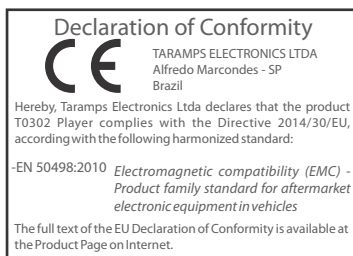 Declaration of Conformity
CE
TARAMPS ELECTRONICS LTDA
Alfredo Marcondes - SP
Brazil
Hereby, Taramps Electronics Ltda declares that the product
T0302 Player complies with the Directive 2014/30/EU,
according with the following harmonized standard:
-EN 50498:2010 Electromagnetic compatibility (EMC) -
Product family standard for aftermarket
electronic equipment in vehicles
The full text of the EU Declaration of Conformity is available at
the Product Page on Internet.